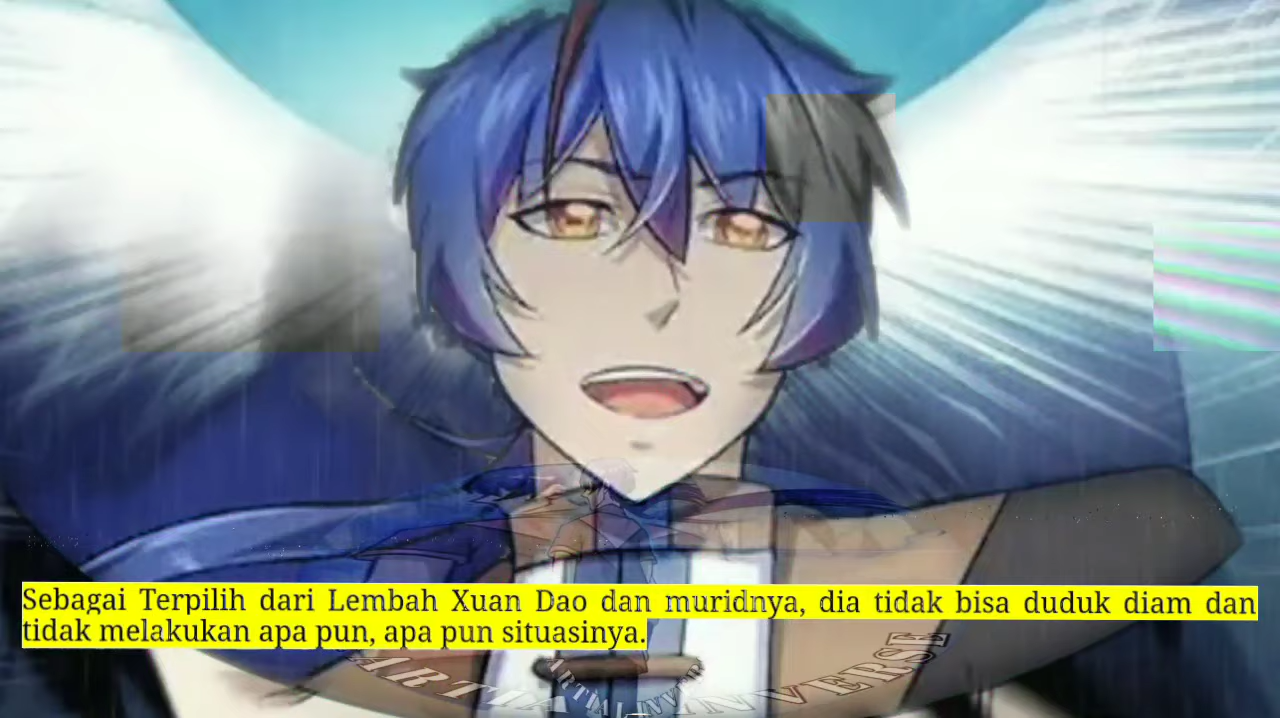 Sebagai Terpilih dari Lembah Xuan Dao dan muridnya, dia tidak bisa duduk diam dan
tidak melakukan apa pun, apa pun situasinya.